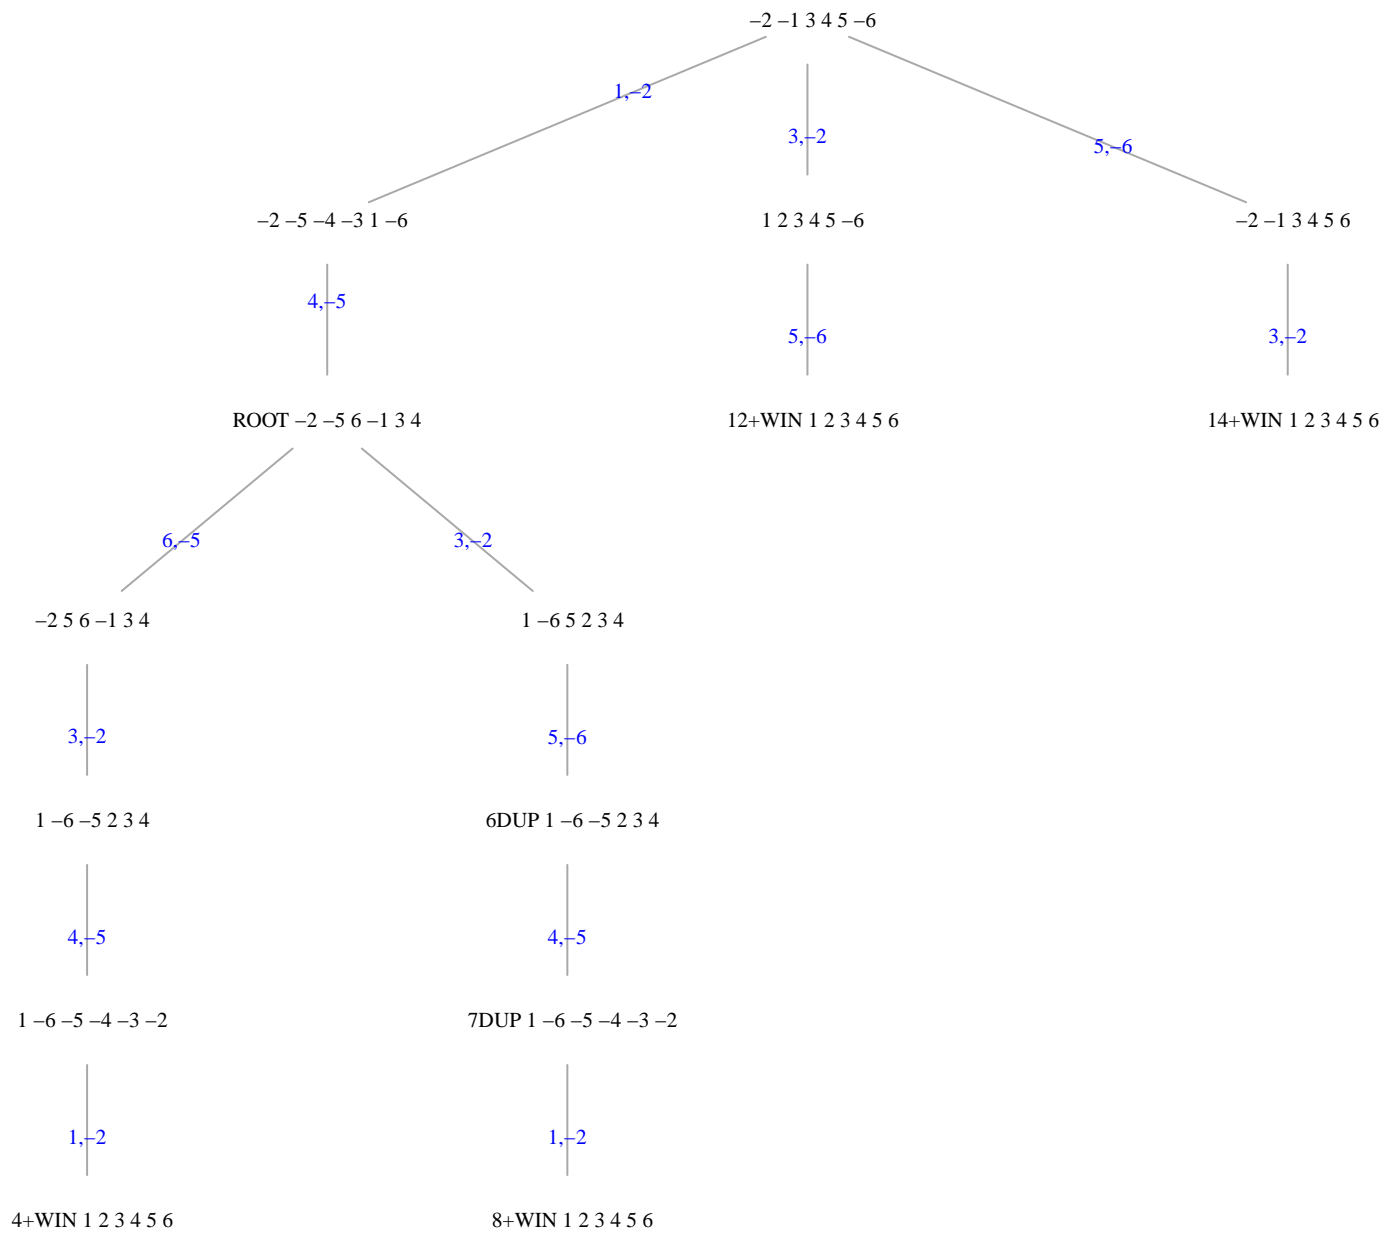 −2 −1 3 4 5 −6
1,−2
3,−2
5,−6
−2 −5 −4 −3 1 −6
1 2 3 4 5 −6
−2 −1 3 4 5 6
4,−5
5,−6
3,−2
ROOT −2 −5 6 −1 3 4
12+WIN 1 2 3 4 5 6
14+WIN 1 2 3 4 5 6
6,−5
3,−2
−2 5 6 −1 3 4
1 −6 5 2 3 4
3,−2
5,−6
1 −6 −5 2 3 4
6DUP 1 −6 −5 2 3 4
4,−5
4,−5
1 −6 −5 −4 −3 −2
7DUP 1 −6 −5 −4 −3 −2
1,−2
1,−2
4+WIN 1 2 3 4 5 6
8+WIN 1 2 3 4 5 6